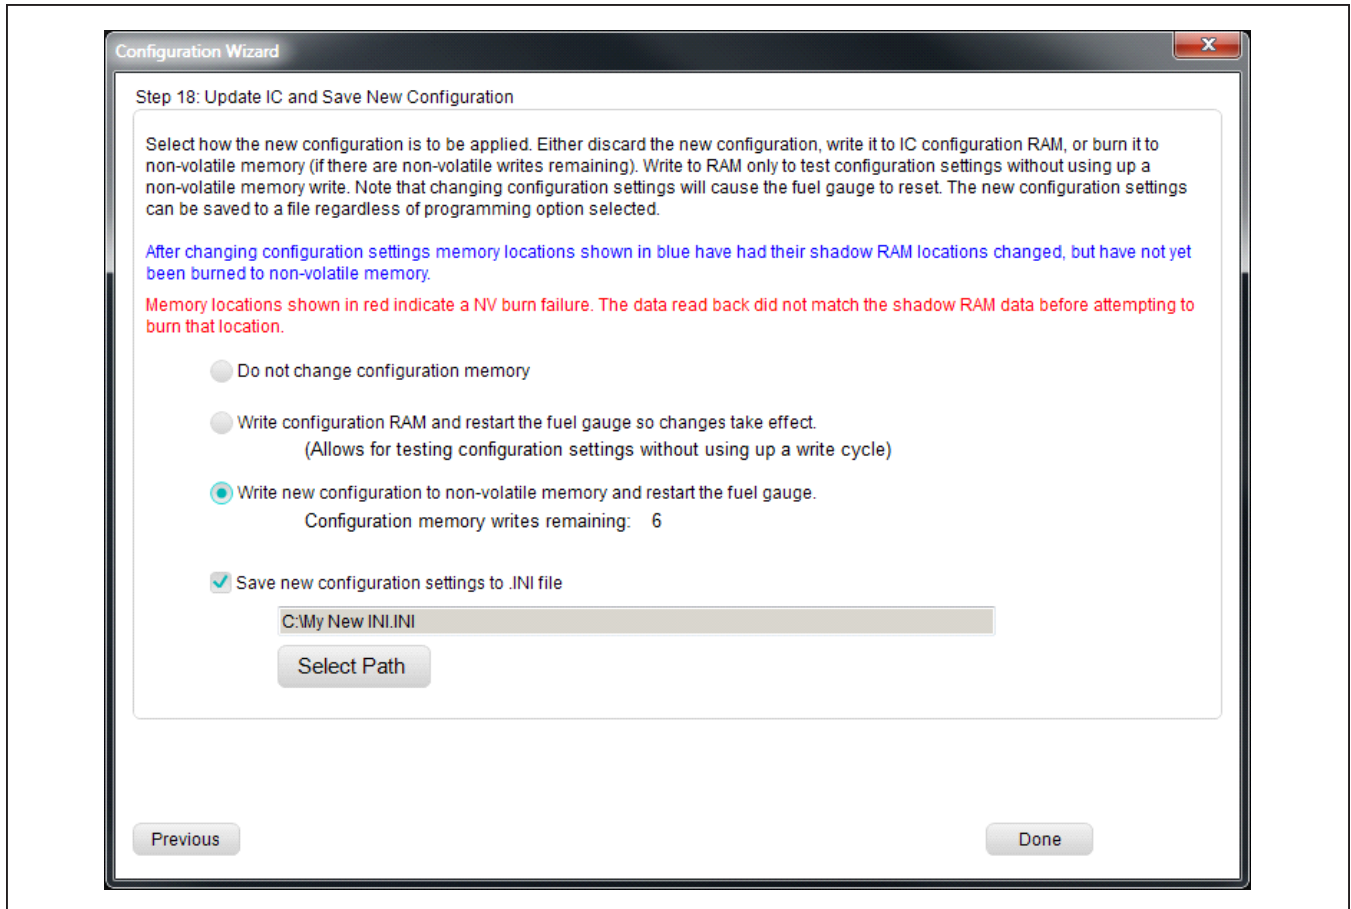 Configuration Wizard
X
Step 18: Update IC and Save New Configuration
Select how the new configuration is to be applied. Either discard the new configuration, write it to IC configuration RAM, or burn it to
non-volatile memory (if there are non-volatile writes remaining). Write to RAM only to test configuration settings without using up a
non-volatile memory write. Note that changing configuration settings will cause the fuel gauge to reset. The new configuration settings
can be saved to a file regardless of programming option selected.
After changing configuration settings memory locations shown in blue have had their shadow RAM locations changed, but have not yet
been burned to non-volatile memory.
Memory locations shown in red indicate a NV burn failure. The data read back did not match the shadow RAM data before attempting to
burn that location.
Do not change configuration memory
Write configuration RAM and restart the fuel gauge so changes take effect.
(Allows for testing configuration settings without using up a write cycle)
Write new configuration to non-volatile memory and restart the fuel gauge.
Configuration memory writes remaining: 6
Save new configuration settings to .INI file
C:\My New INI.INI
Select Path
Previous
Done